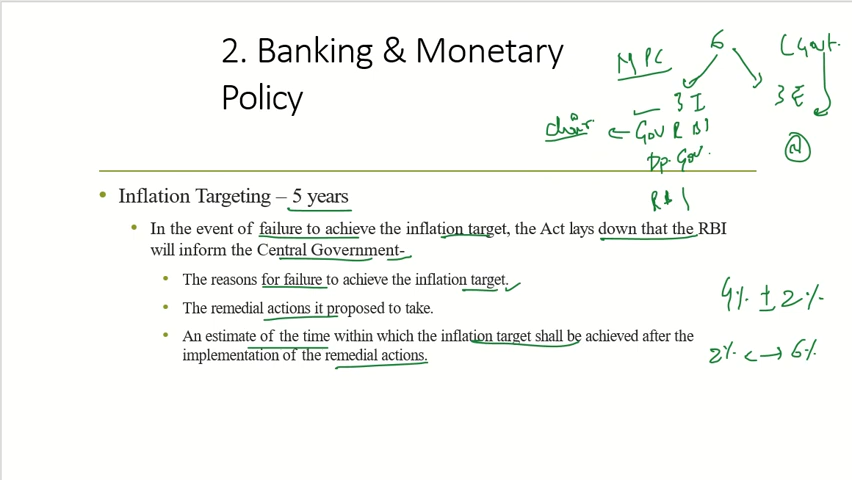 2. Banking & Monetary
Policy
MPC
6
C Govt.
3 I
3 E
chair ← Gov RBI
Dp. Gov.
RBI
• Inflation Targeting – 5 years
• In the event of failure to achieve the inflation target, the Act lays down that the RBI
will inform the Central Government-
• The reasons for failure to achieve the inflation target.
• The remedial actions it proposed to take.
• An estimate of the time within which the inflation target shall be achieved after the
implementation of the remedial actions.
4% ± 2%
2% ↔ 6%